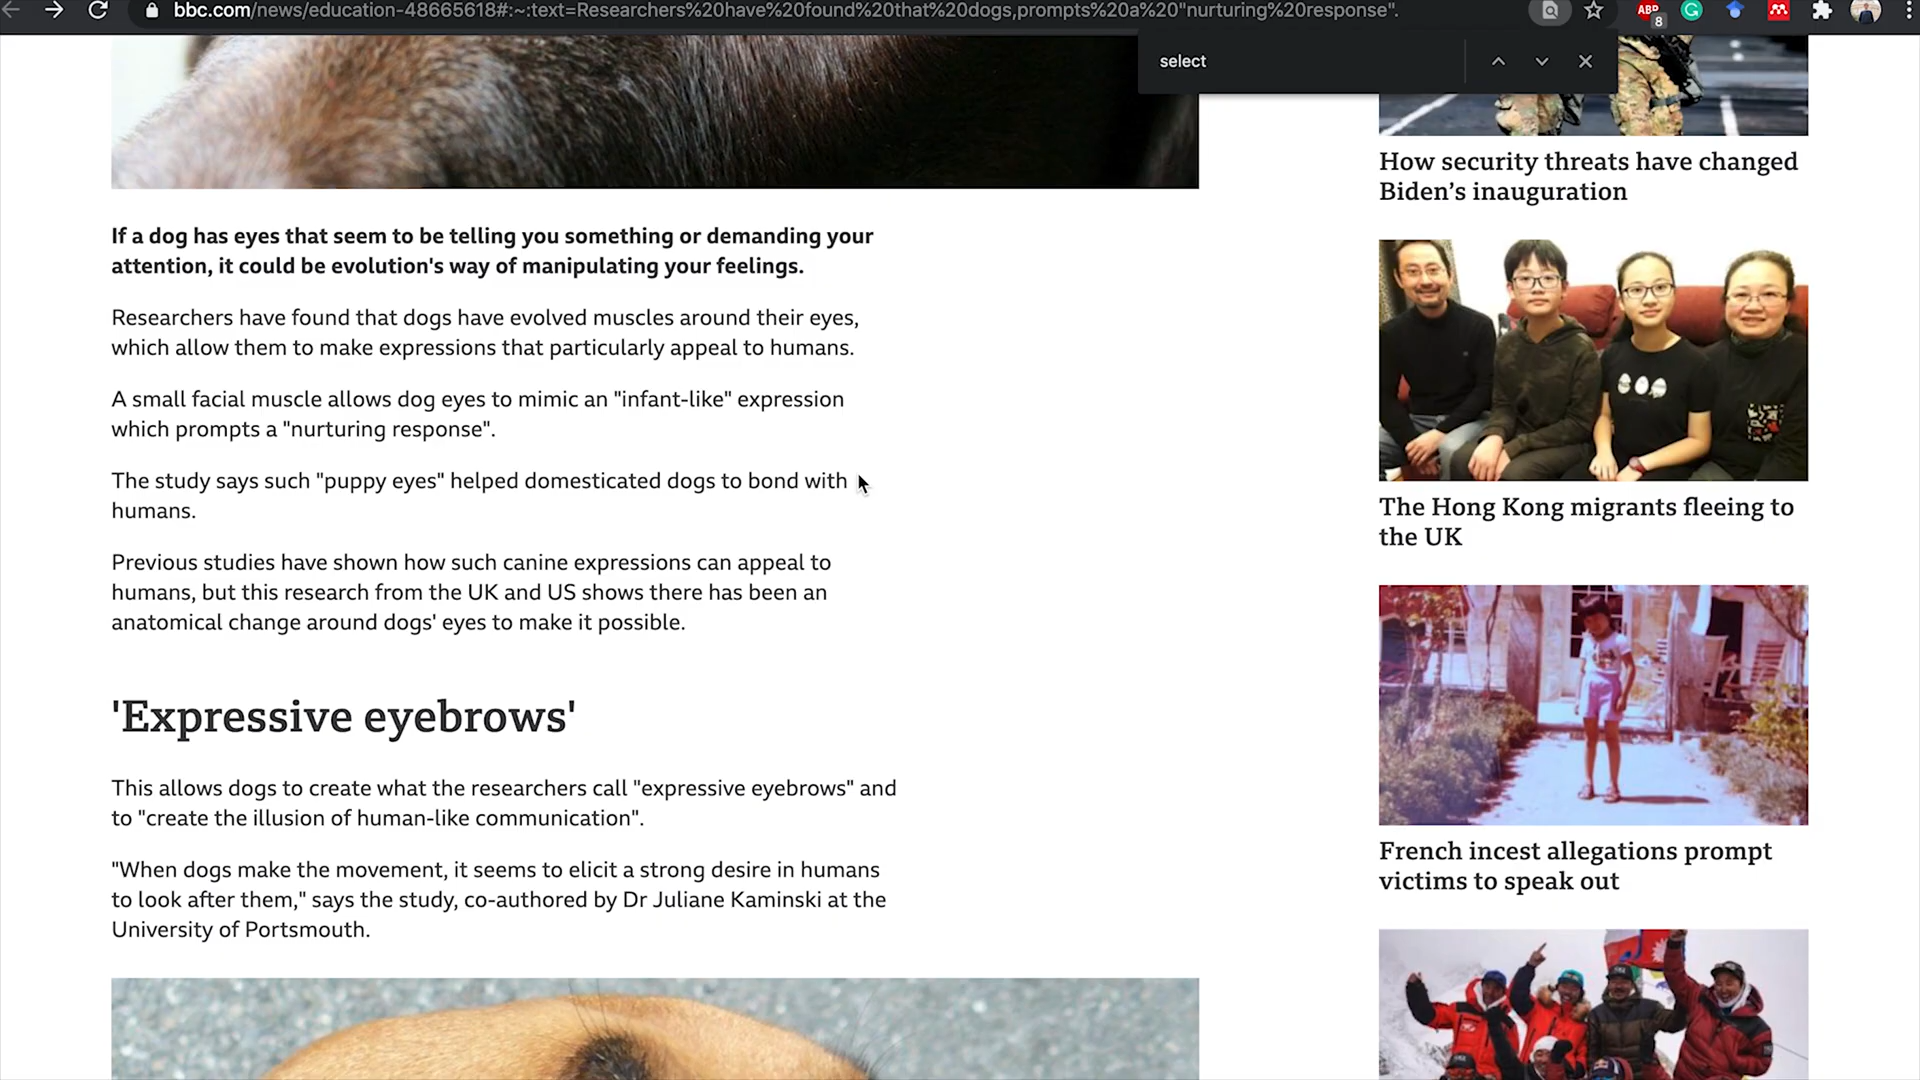 bbc.com/news/education-48665618#:~:text=Researchers%20have%20found%20that%20dogs,prompts%20a%20"nurturing%20response".
ABP
8
select
If a dog has eyes that seem to be telling you something or demanding your
attention, it could be evolution's way of manipulating your feelings.
Researchers have found that dogs have evolved muscles around their eyes,
which allow them to make expressions that particularly appeal to humans.
A small facial muscle allows dog eyes to mimic an "infant-like" expression
which prompts a "nurturing response".
The study says such "puppy eyes" helped domesticated dogs to bond with
humans.
Previous studies have shown how such canine expressions can appeal to
humans, but this research from the UK and US shows there has been an
anatomical change around dogs' eyes to make it possible.
'Expressive eyebrows'
This allows dogs to create what the researchers call "expressive eyebrows" and
to "create the illusion of human-like communication".
"When dogs make the movement, it seems to elicit a strong desire in humans
to look after them," says the study, co-authored by Dr Juliane Kaminski at the
University of Portsmouth.
How security threats have changed
Biden's inauguration
The Hong Kong migrants fleeing to
the UK
French incest allegations prompt
victims to speak out